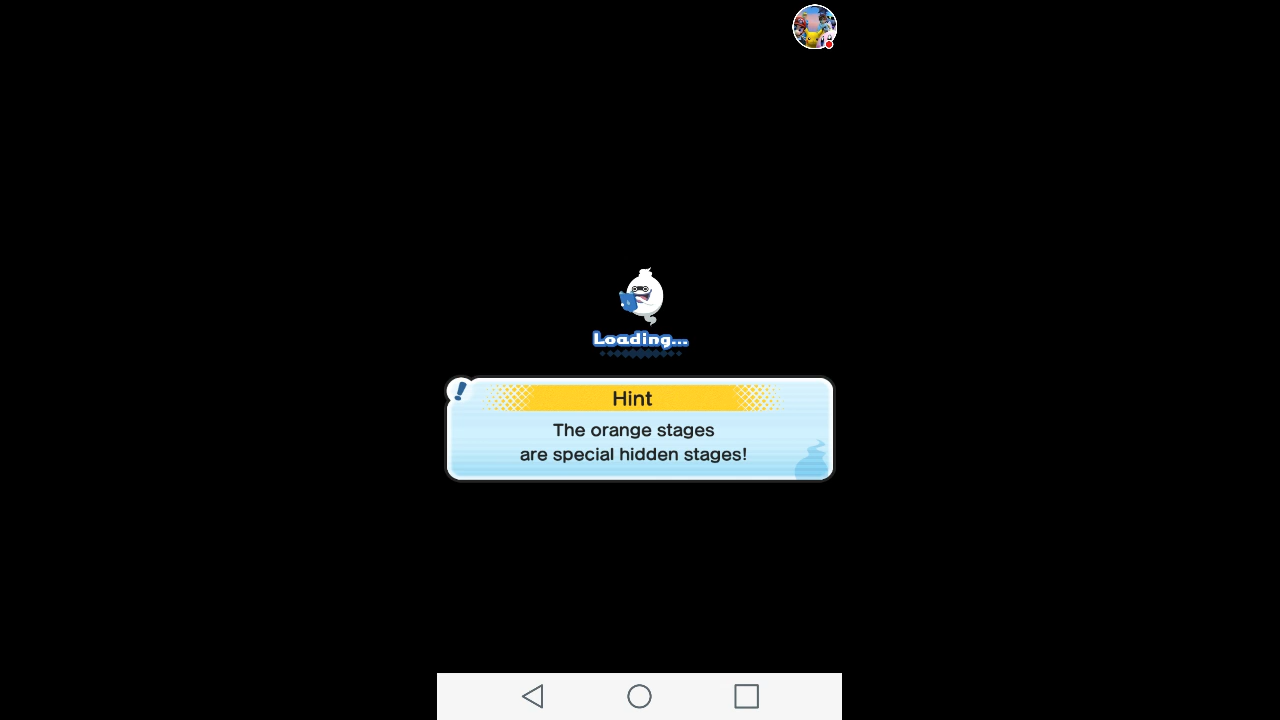 Loading...
!
Hint
The orange stages
are special hidden stages!